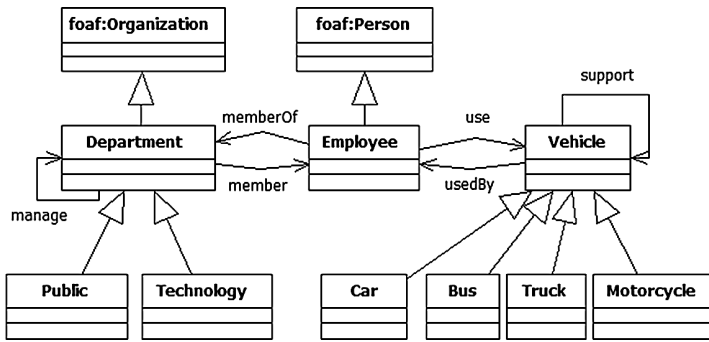 foaf:Organization
foaf:Person
support
memberOf
use
Department
Employee
Vehicle
member
usedBy
manage
Public
Technology
Car
Bus
Truck
Motorcycle